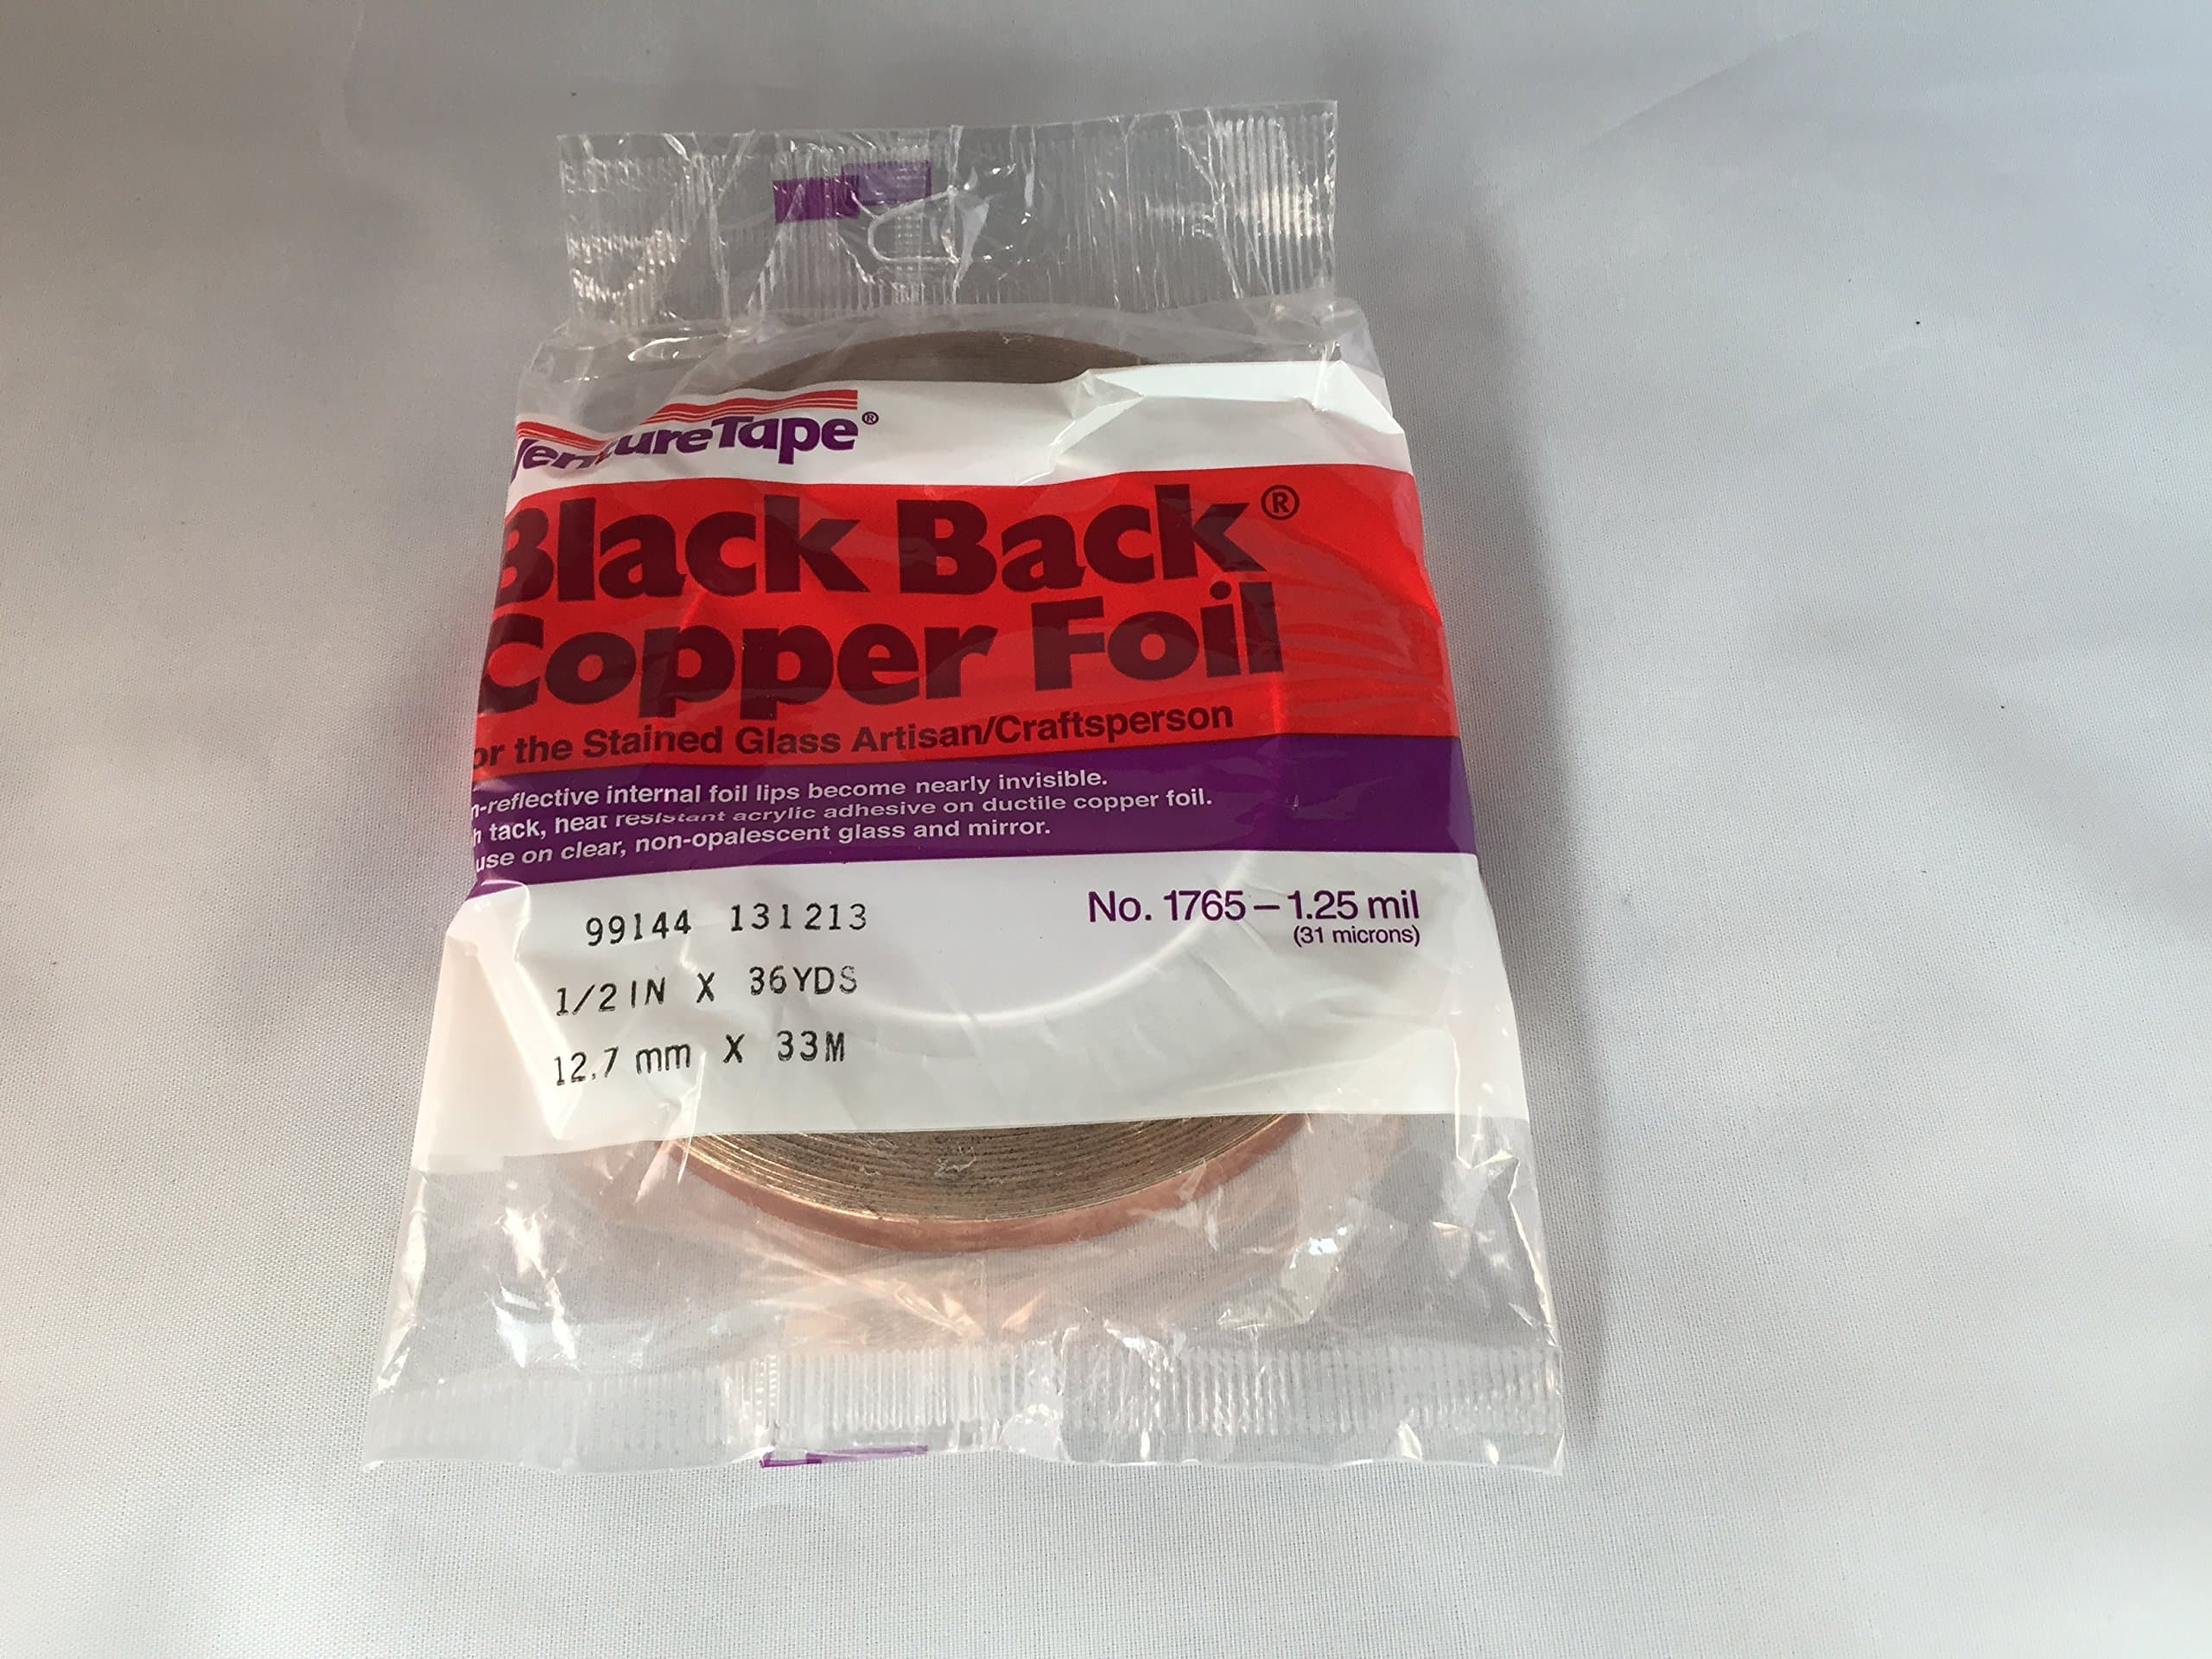 VentureTape®
Black Back®
Copper Foil
or the Stained Glass Artisan/Craftsperson
n-reflective internal foil lips become nearly invisible.
h tack, heat resistant acrylic adhesive on ductile copper foil.
use on clear, non-opalescent glass and mirror.
99144 131213
No. 1765 – 1.25 mil
(31 microns)
1/2 IN X 36YDS
12.7 mm X 33M